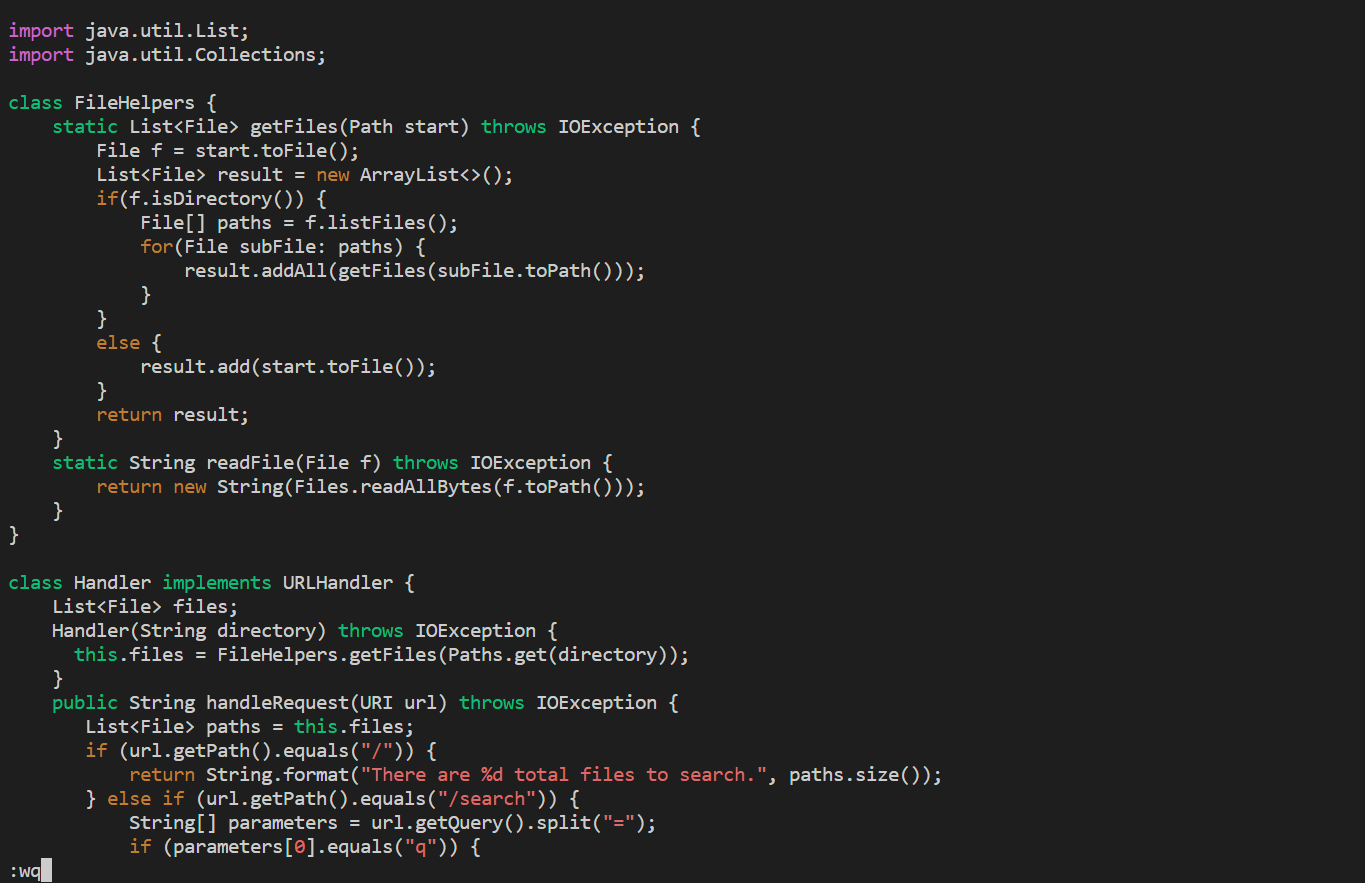 import java.util.List;
import java.util.Collections;
class FileHelpers {
    static List<File> getFiles(Path start) throws IOException {
        File f = start.toFile();
        List<File> result = new ArrayList<>();
        if(f.isDirectory()) {
            File[] paths = f.listFiles();
            for(File subFile: paths) {
                result.addAll(getFiles(subFile.toPath()));
            }
        }
        else {
            result.add(start.toFile());
        }
        return result;
    }
    static String readFile(File f) throws IOException {
        return new String(Files.readAllBytes(f.toPath()));
    }
}
class Handler implements URLHandler {
    List<File> files;
    Handler(String directory) throws IOException {
      this.files = FileHelpers.getFiles(Paths.get(directory));
    }
    public String handleRequest(URI url) throws IOException {
       List<File> paths = this.files;
       if (url.getPath().equals("/")) {
           return String.format("There are %d total files to search.", paths.size());
       } else if (url.getPath().equals("/search")) {
           String[] parameters = url.getQuery().split("=");
           if (parameters[0].equals("q")) {
:wq